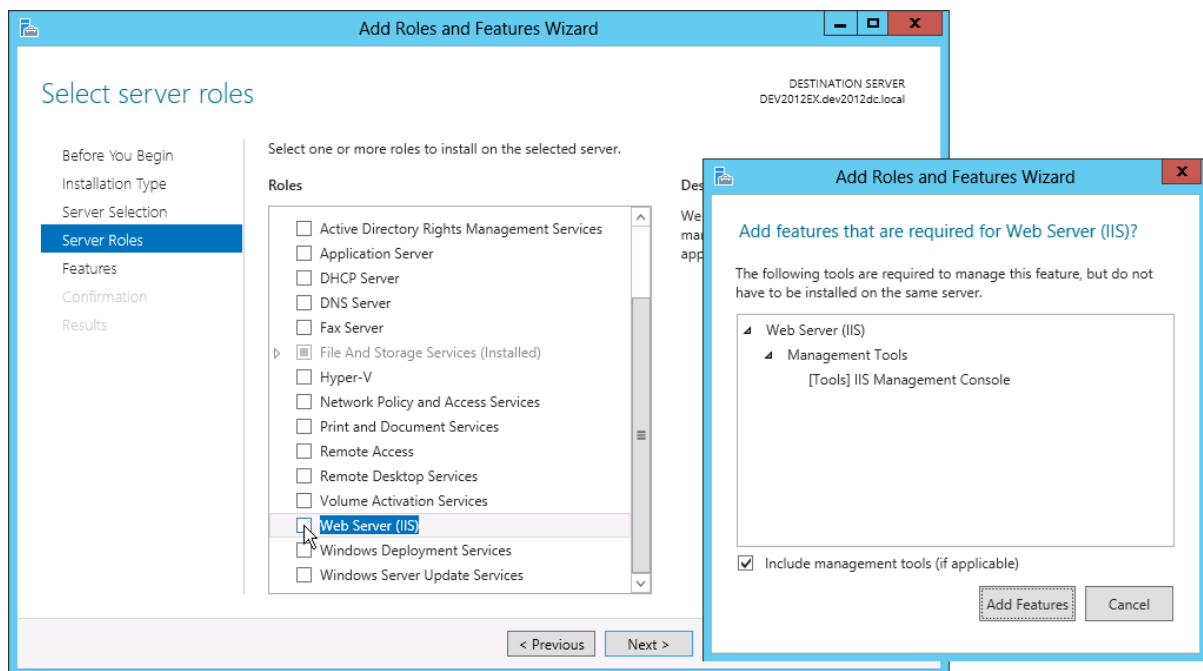 Add Roles and Features Wizard
Select server roles
DESTINATION SERVER
DEV2012EX.dev2012dc.local
Before You Begin
Installation Type
Server Selection
Server Roles
Features
Confirmation
Results
Select one or more roles to install on the selected server.
Roles
Active Directory Rights Management Services
Application Server
DHCP Server
DNS Server
Fax Server
File And Storage Services (Installed)
Hyper-V
Network Policy and Access Services
Print and Document Services
Remote Access
Remote Desktop Services
Volume Activation Services
Web Server (IIS)
Windows Deployment Services
Windows Server Update Services
< Previous
Next >
Add Roles and Features Wizard
Add features that are required for Web Server (IIS)?
The following tools are required to manage this feature, but do not
have to be installed on the same server.
Web Server (IIS)
Management Tools
[Tools] IIS Management Console
Include management tools (if applicable)
Add Features
Cancel